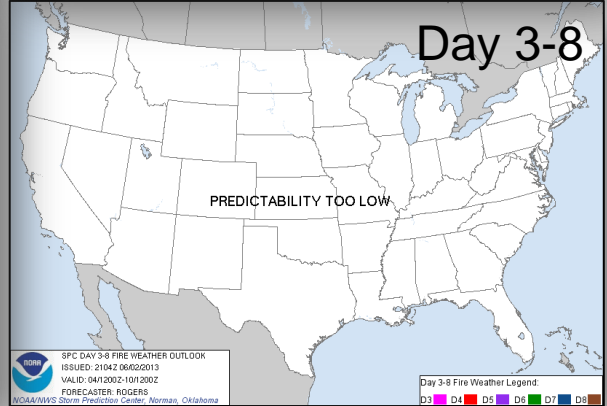 Day 3-8
PREDICTABILITY TOO LOW
NOAA
SPC DAY 3-8 FIRE WEATHER OUTLOOK
ISSUED: 2104Z 06/02/2013
VALID: 04/1200Z-10/1200Z
FORECASTER: ROGERS
NOAA/NWS Storm Prediction Center, Norman, Oklahoma
Day 3-8 Fire Weather Legend:
D3 D4 D5 D6 D7 D8